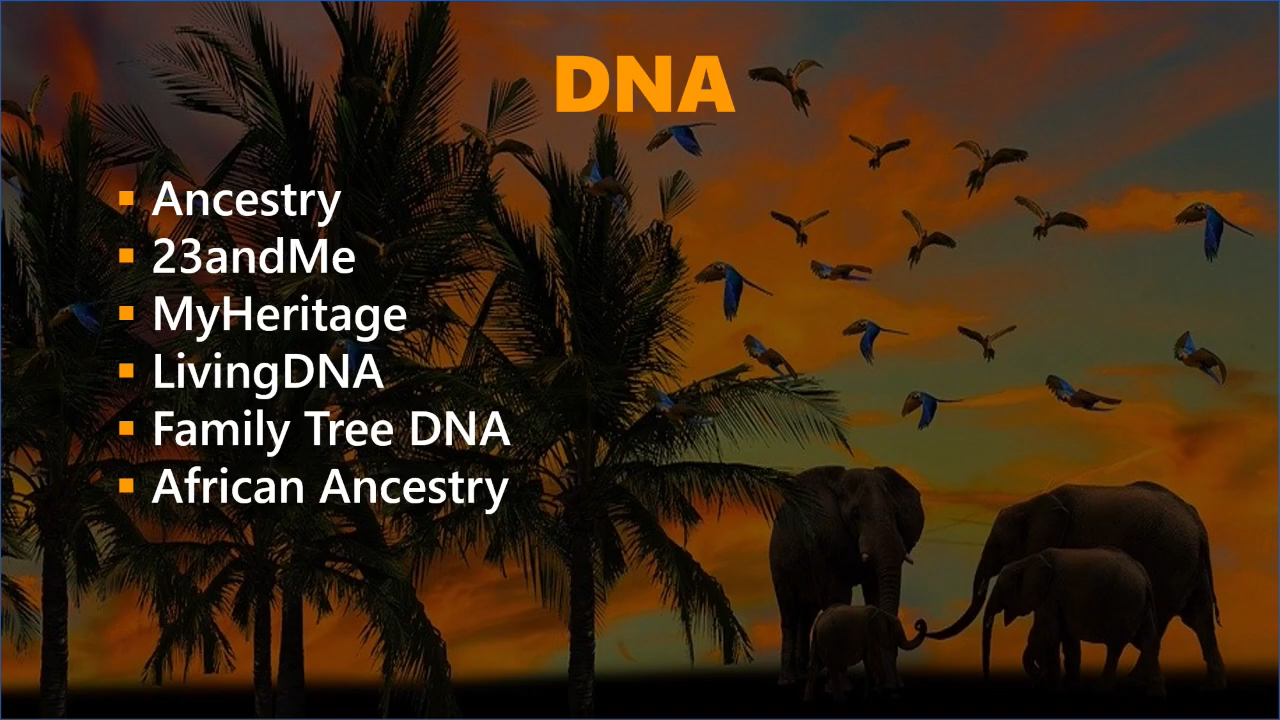 DNA
Ancestry
23andMe
MyHeritage
LivingDNA
Family Tree DNA
African Ancestry